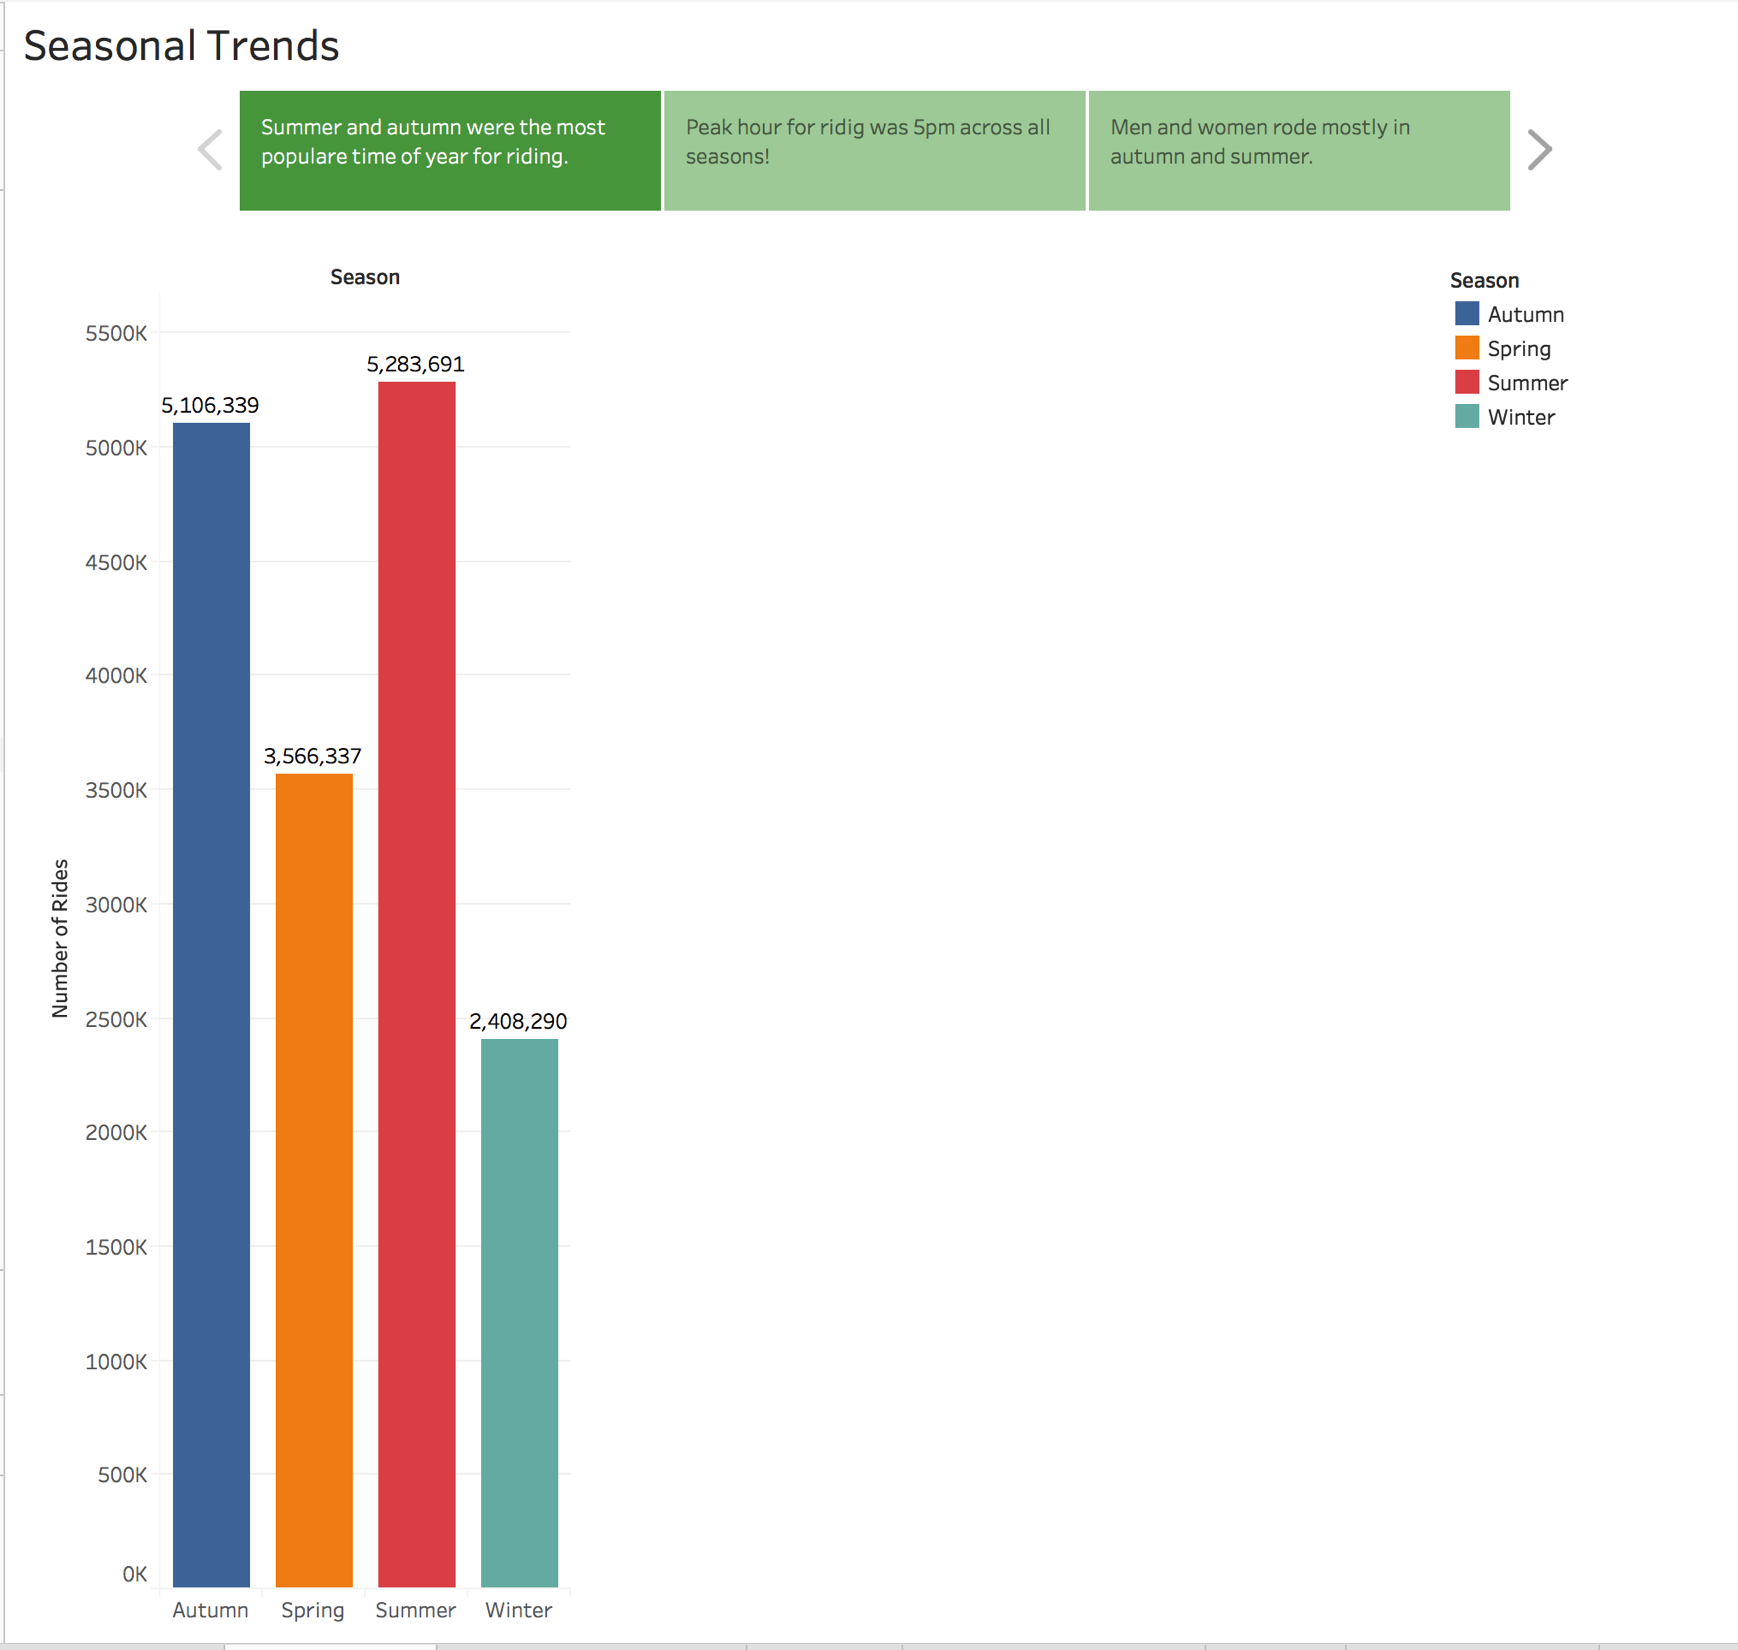 Seasonal Trends
Summer and autumn were the most
populare time of year for riding.
Peak hour for ridig was 5pm across all
seasons!
Men and women rode mostly in
autumn and summer.
Season
Season
Autumn
Spring
Summer
Winter
Number of Rides
5500K
5000K
4500K
4000K
3500K
3000K
2500K
2000K
1500K
1000K
500K
0K
5,106,339
3,566,337
5,283,691
2,408,290
Autumn
Spring
Summer
Winter